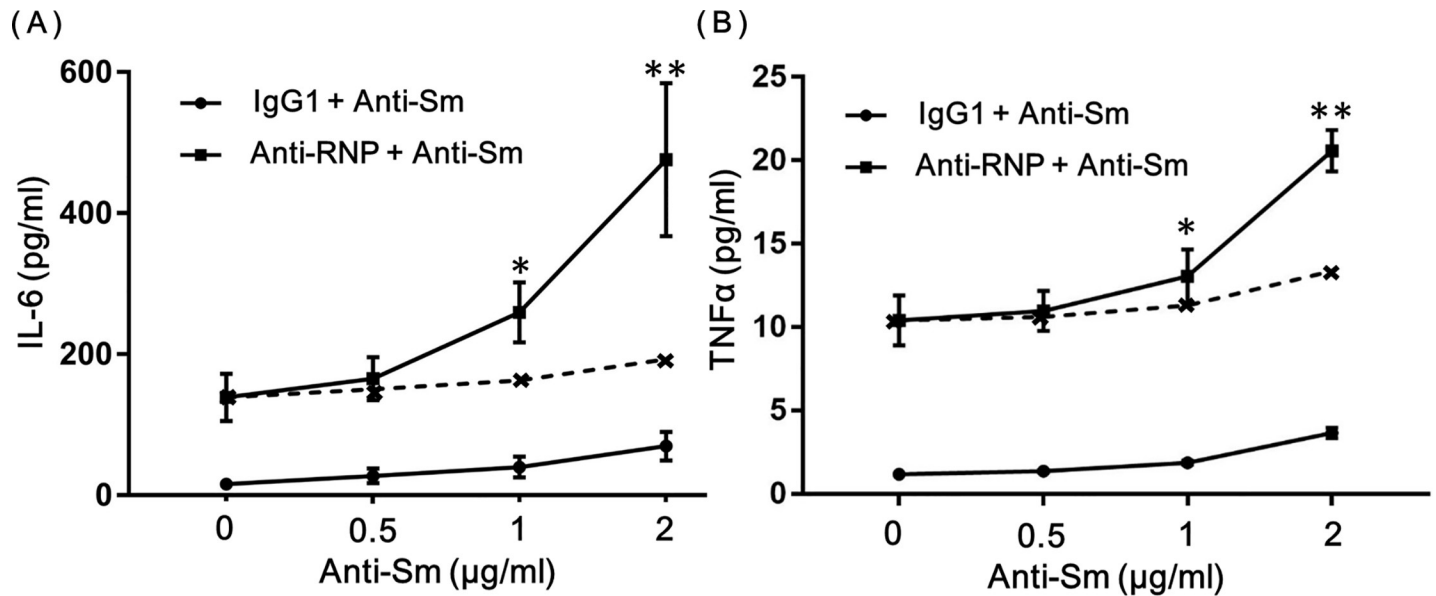 (A)
600
400
200
0
IL-6 (pg/ml)
IgG1 + Anti-Sm
Anti-RNP + Anti-Sm
*
**
0 0.5 1 2
Anti-Sm (μg/ml)
(B)
25
20
15
10
5
0
TNFα (pg/ml)
IgG1 + Anti-Sm
Anti-RNP + Anti-Sm
*
**
0 0.5 1 2
Anti-Sm (μg/ml)